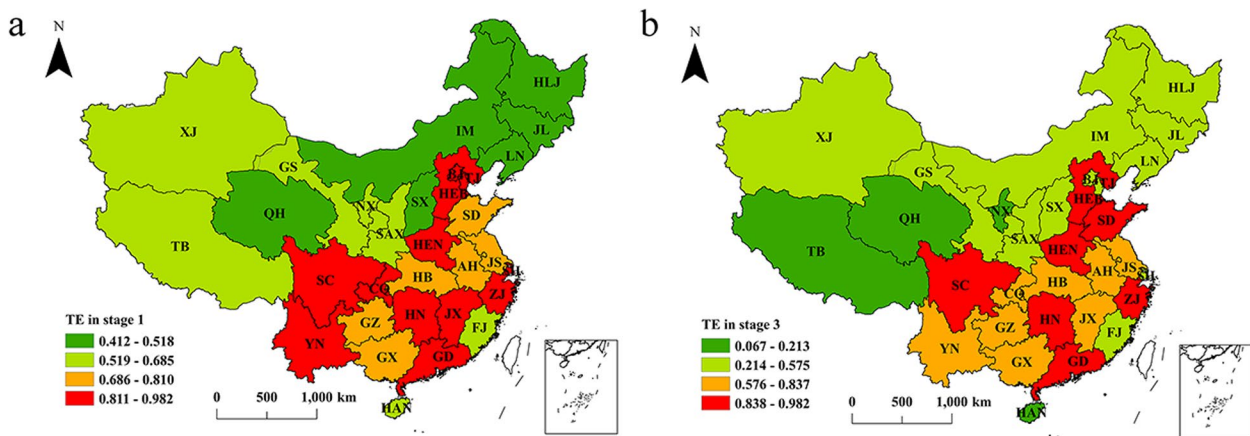 a
N
HLJ
JL
LN
IM
XJ
GS
BJ
TJ
HEB
NX
SX
SD
QH
SAX
TB
HEN
JS
AH
HB
SH
SC
CQ
ZJ
HN
JX
GZ
FJ
YN
GX
GD
HAN
TE in stage 1
0.412 - 0.518
0.519 - 0.685
0.686 - 0.810
0.811 - 0.982
0 500 1,000 km
b
N
HLJ
JL
LN
IM
XJ
GS
BJ
TJ
HEB
NX
SX
SD
QH
SAX
TB
HEN
JS
AH
HB
SH
SC
CQ
ZJ
HN
JX
GZ
FJ
YN
GX
GD
HAN
TE in stage 3
0.067 - 0.213
0.214 - 0.575
0.576 - 0.837
0.838 - 0.982
0 500 1,000 km